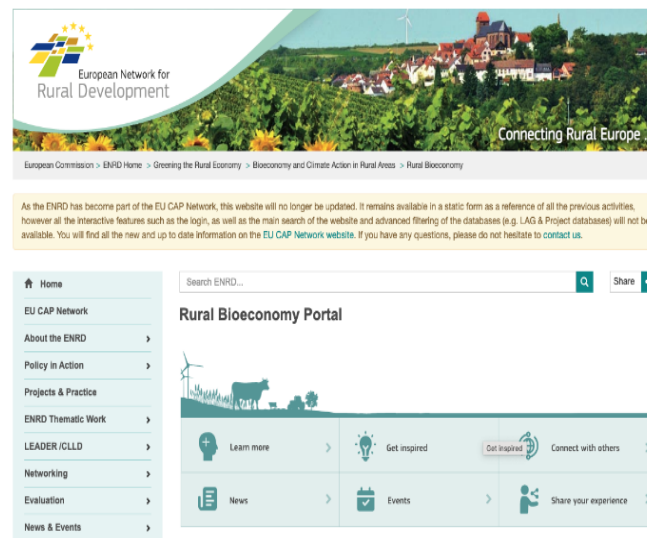 European Network for
Rural Development
Connecting Rural Europe ...
European Commission > ENRD Home > Greening the Rural Economy > Bioeconomy and Climate Action in Rural Areas > Rural Bioeconomy
As the ENRD has become part of the EU CAP Network, this website will no longer be updated. It remains available in a static form as a reference of all the previous activities,
however all the interactive features such as the login, as well as the main search of the website and advanced filtering of the databases (e.g. LAG & Project databases) will not be
available. You will find all the new and up to date information on the EU CAP Network website. If you have any questions, please do not hesitate to contact us.
Home
Search ENRD...
Share
EU CAP Network
Rural Bioeconomy Portal
About the ENRD
Policy in Action
Projects & Practice
ENRD Thematic Work
LEADER /CLLD
Networking
Evaluation
News & Events
Learn more
Get inspired
Get inspired
Connect with others
News
Events
Share your experience